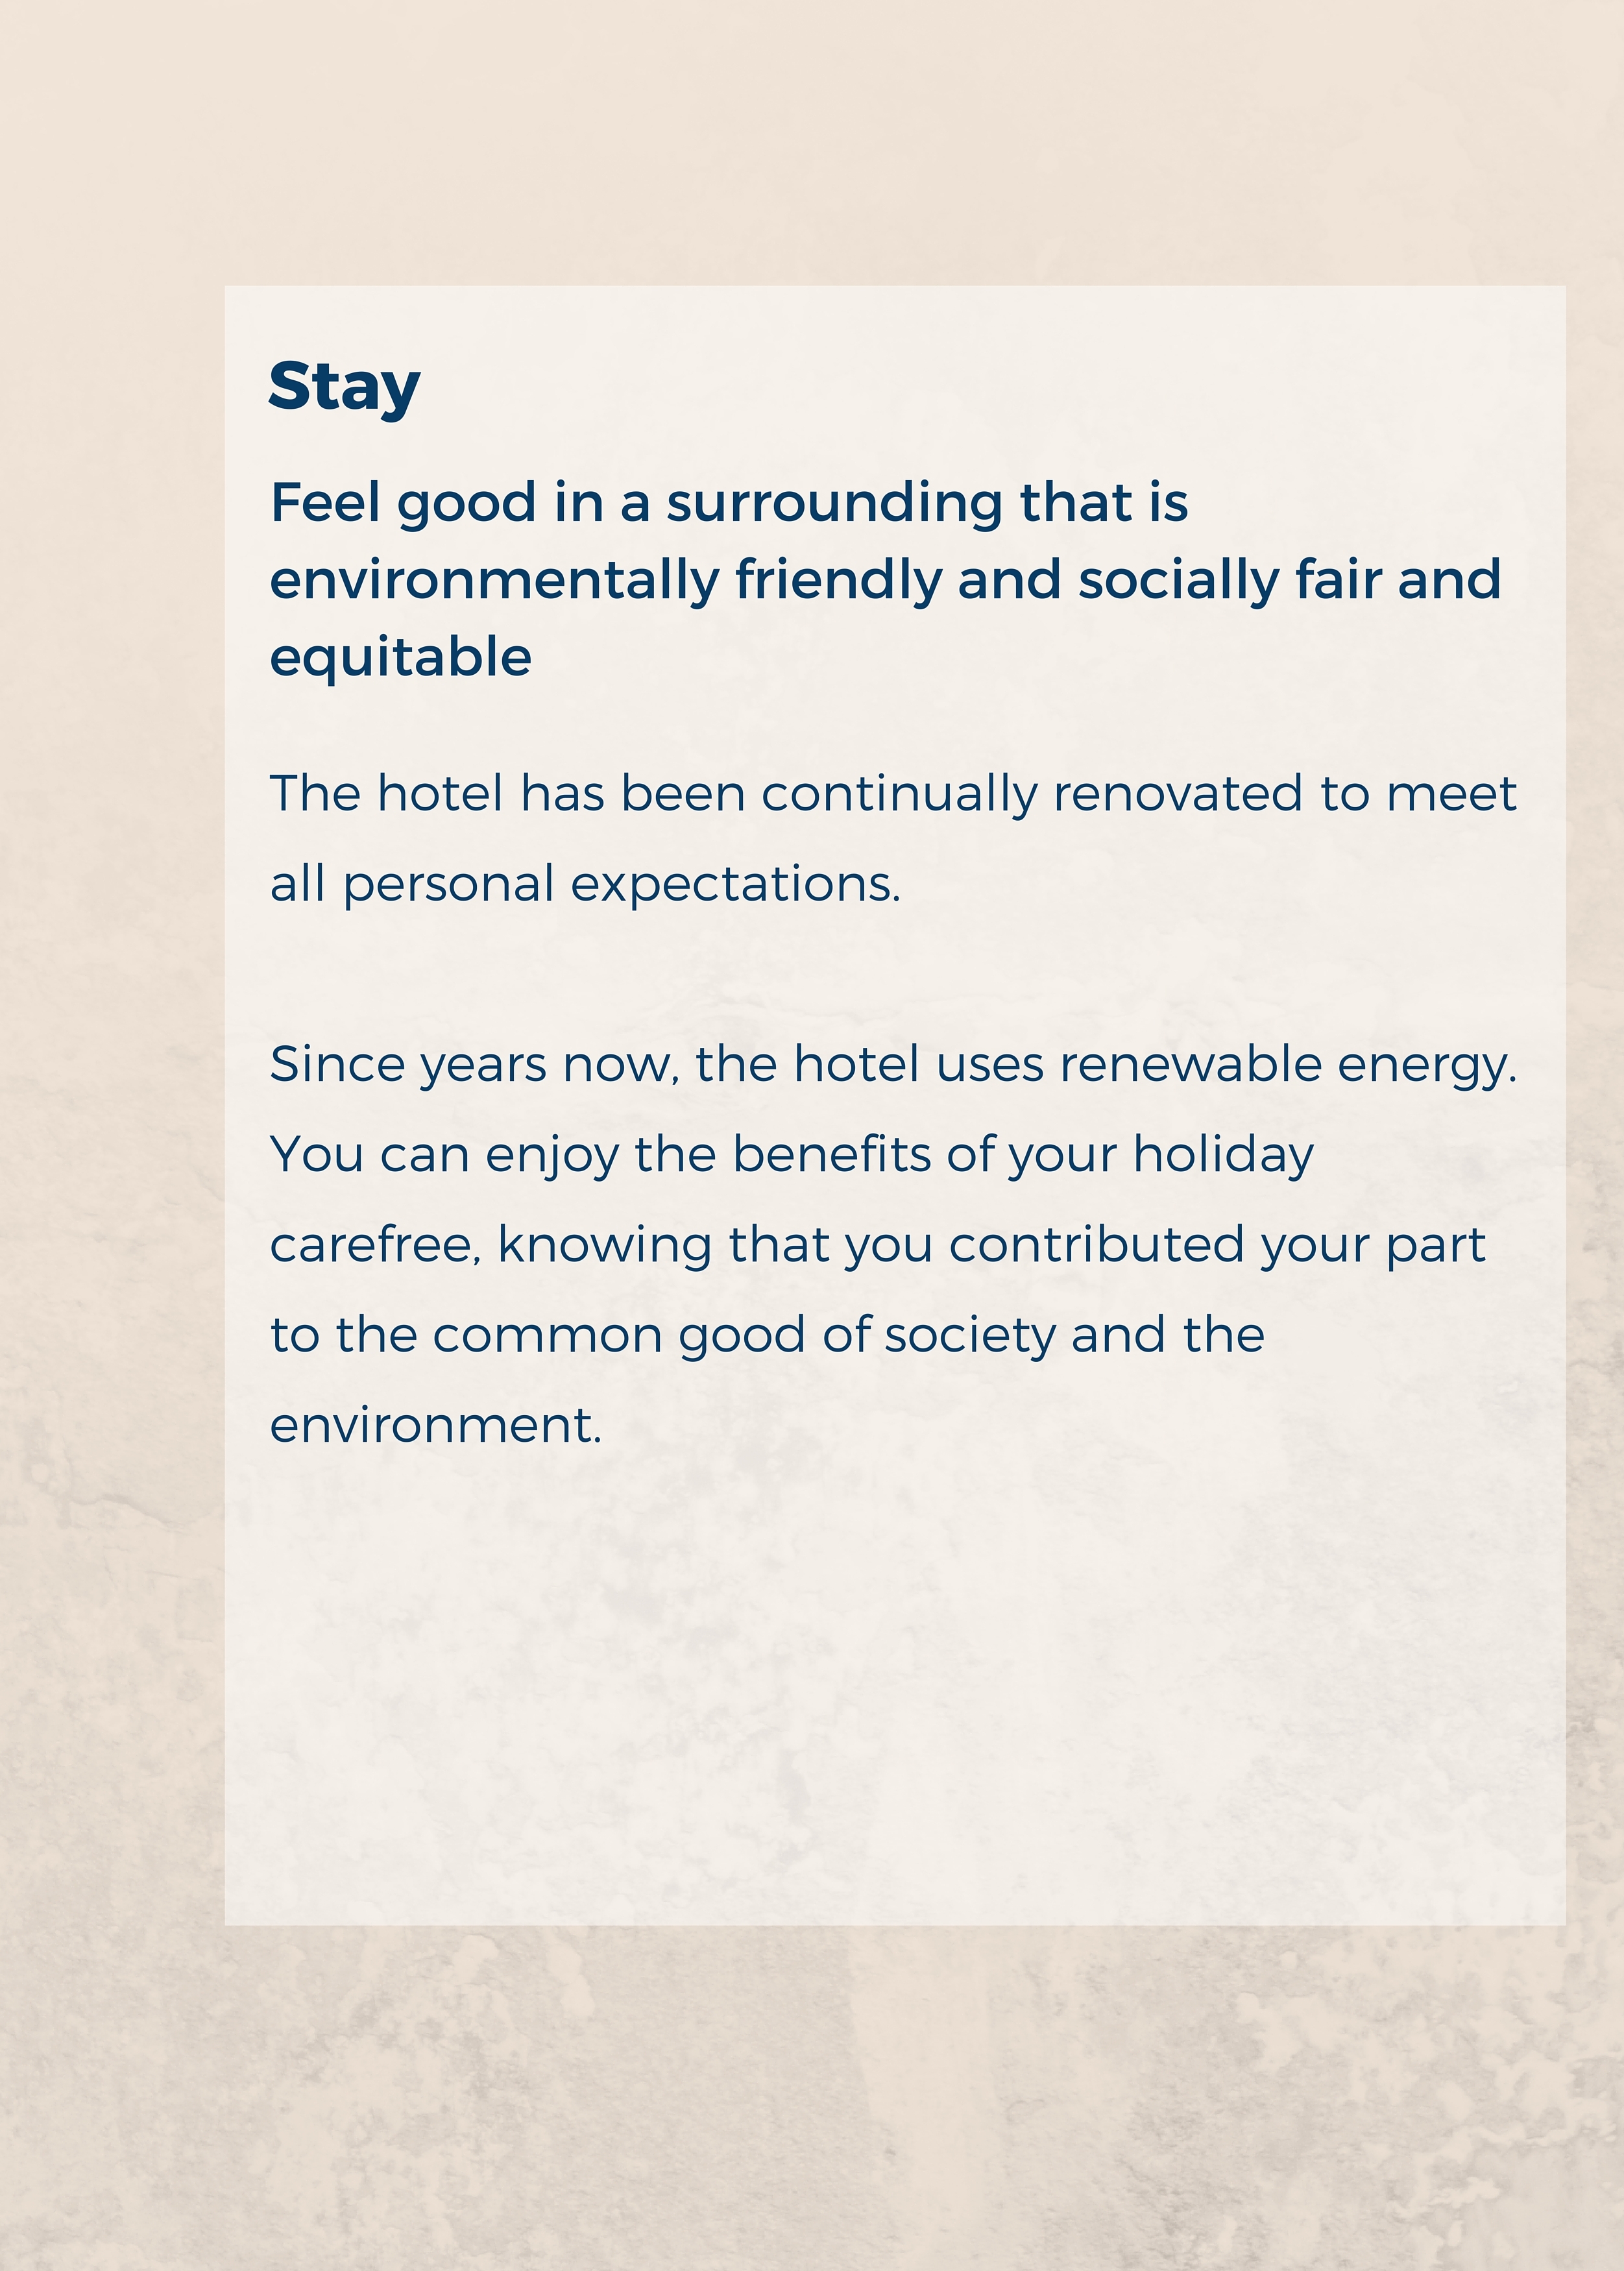 Stay
Feel good in a surrounding that is
environmentally friendly and socially fair and
equitable
The hotel has been continually renovated to meet
all personal expectations.
Since years now, the hotel uses renewable energy.
You can enjoy the benefits of your holiday
carefree, knowing that you contributed your part
to the common good of society and the
environment.